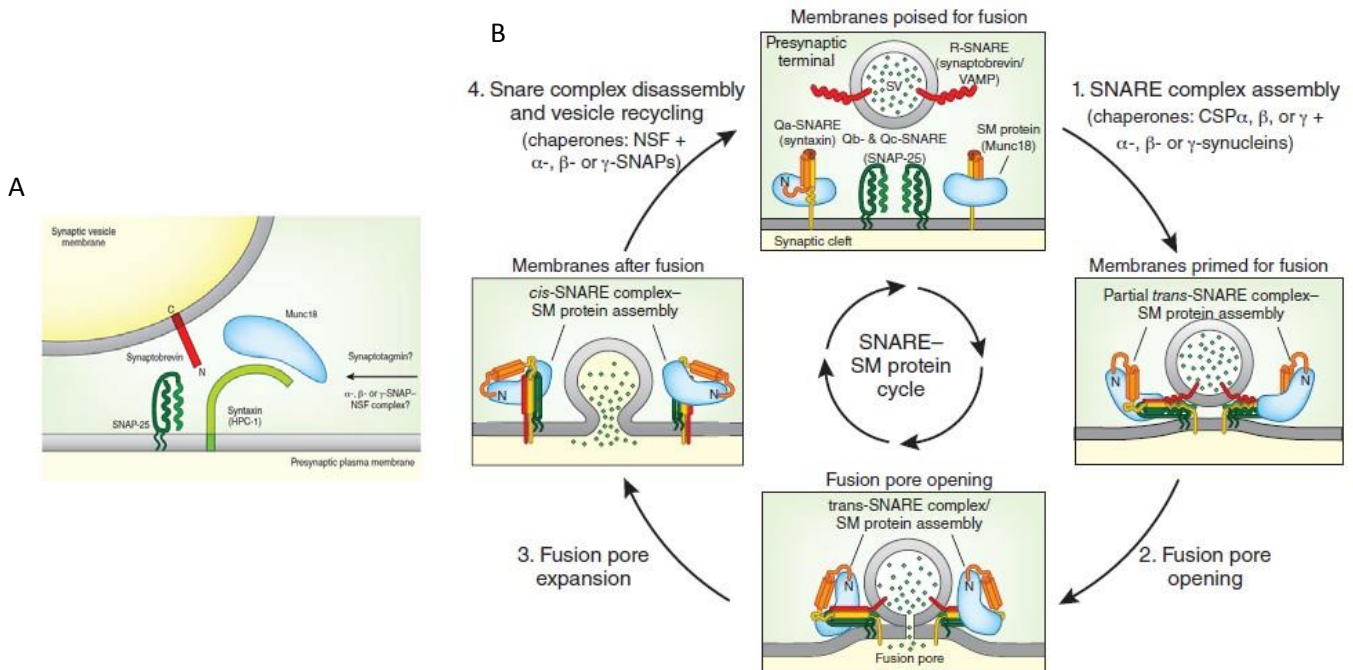 A
Synaptic vesicle
membrane
C
Munc18
Synaptobrevin
N
Synaptotagmin?
α-, β- or γ-SNAP–
NSF complex?
SNAP-25
Syntaxin
(HPC-1)
Presynaptic plasma membrane
B
Membranes poised for fusion
Presynaptic
terminal
R-SNARE
(synaptobrevin/
VAMP)
SV
Qa-SNARE
(syntaxin)
Qb- & Qc-SNARE
(SNAP-25)
SM protein
(Munc18)
N
Synaptic cleft
1. SNARE complex assembly
(chaperones: CSPα, β, or γ +
α-, β- or γ-synucleins)
Membranes primed for fusion
Partial trans-SNARE complex–
SM protein assembly
N
N
2. Fusion pore
opening
Fusion pore opening
trans-SNARE complex/
SM protein assembly
N
N
Fusion pore
3. Fusion pore
expansion
Membranes after fusion
cis-SNARE complex–
SM protein assembly
N
N
4. Snare complex disassembly
and vesicle recycling
(chaperones: NSF +
α-, β- or γ-SNAPs)
SNARE–
SM protein
cycle